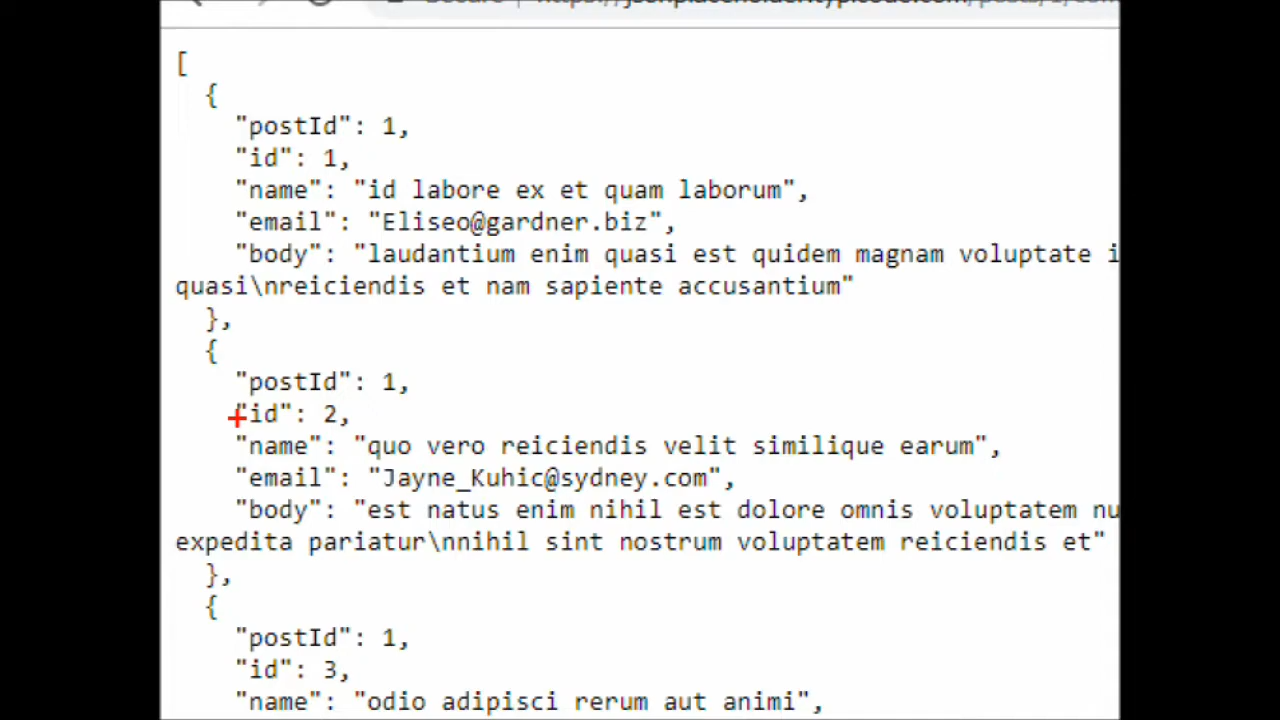 [
{
"postId": 1,
"id": 1,
"name": "id labore ex et quam laborum",
"email": "Eliseo@gardner.biz",
"body": "laudantium enim quasi est quidem magnam voluptate i
quasi\nreiciendis et nam sapiente accusantium"
},
{
"postId": 1,
"id": 2,
"name": "quo vero reiciendis velit similique earum",
"email": "Jayne_Kuhic@sydney.com",
"body": "est natus enim nihil est dolore omnis voluptatem nu
expedita pariatur\nnihil sint nostrum voluptatem reiciendis et"
},
{
"postId": 1,
"id": 3,
"name": "odio adipisci rerum aut animi",